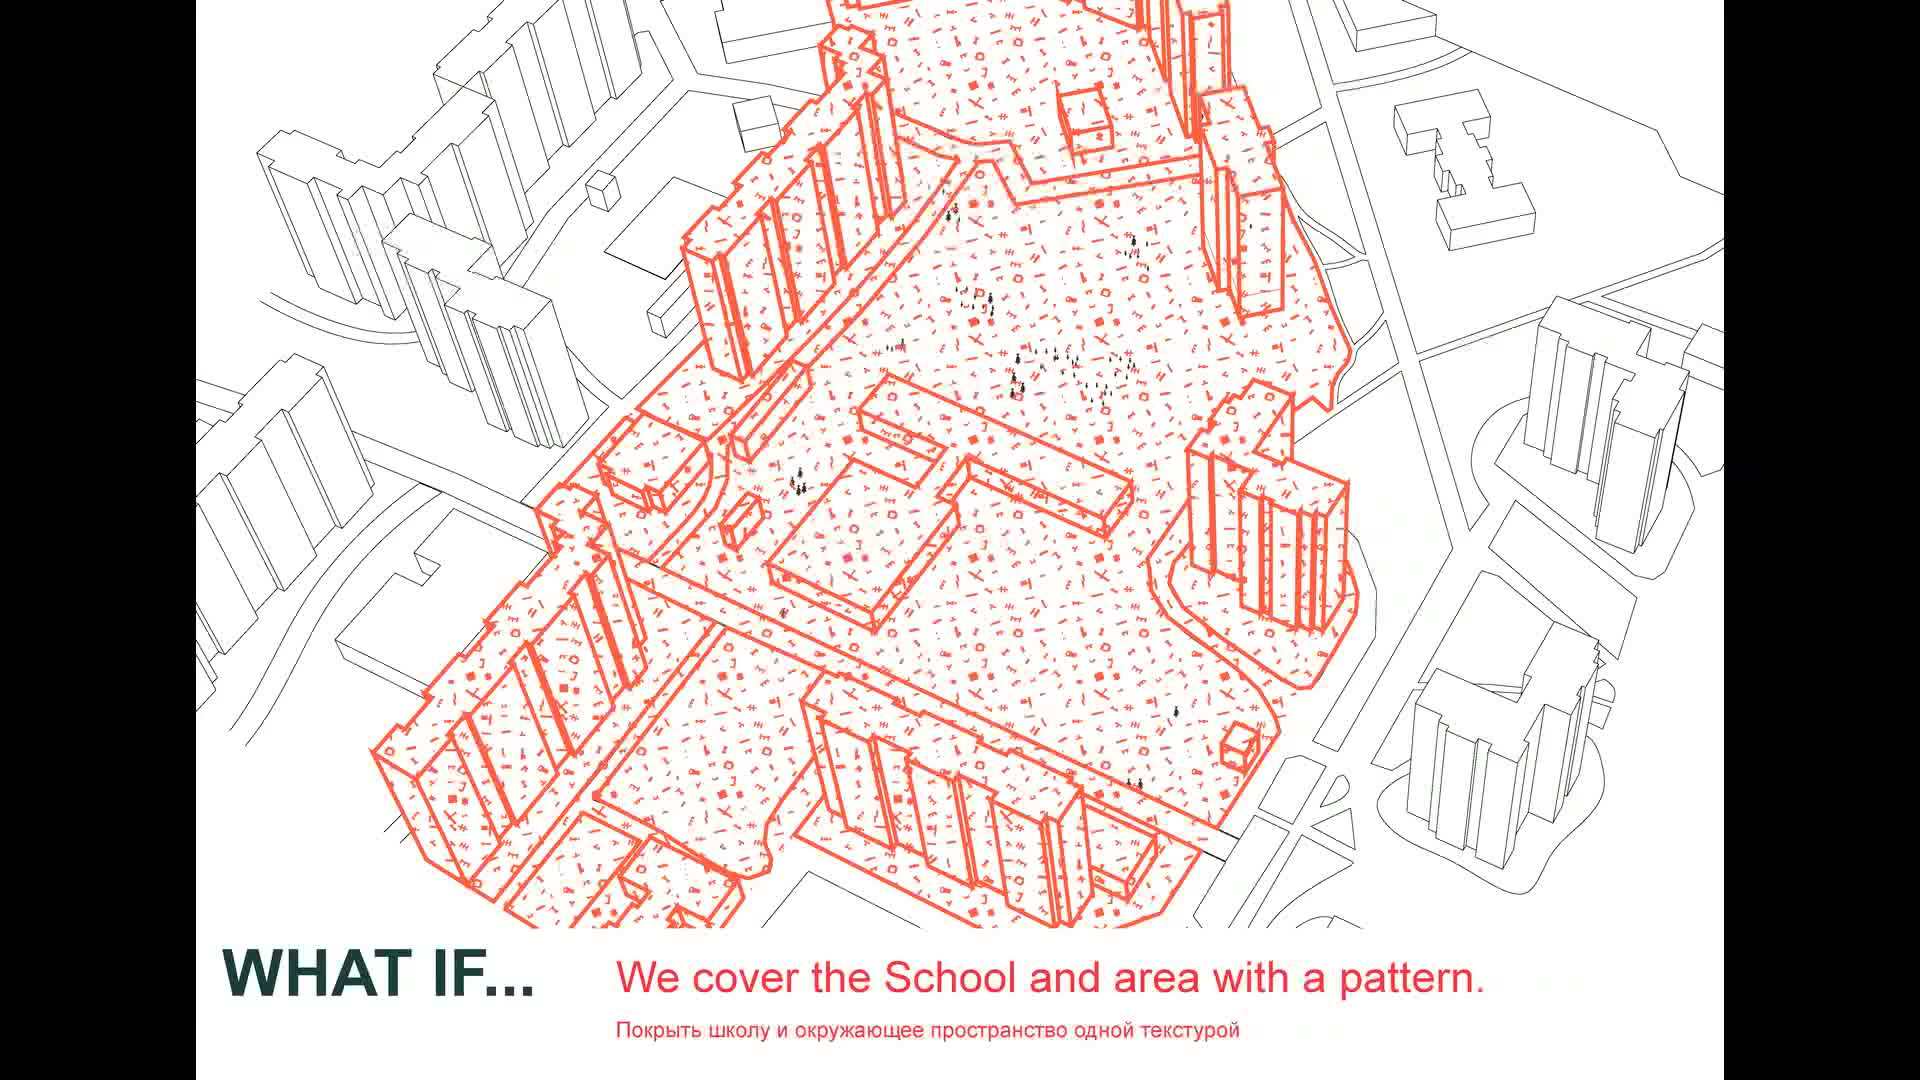 WHAT IF...
We cover the School and area with a pattern.
Покрыть школу и окружающее пространство одной текстурой